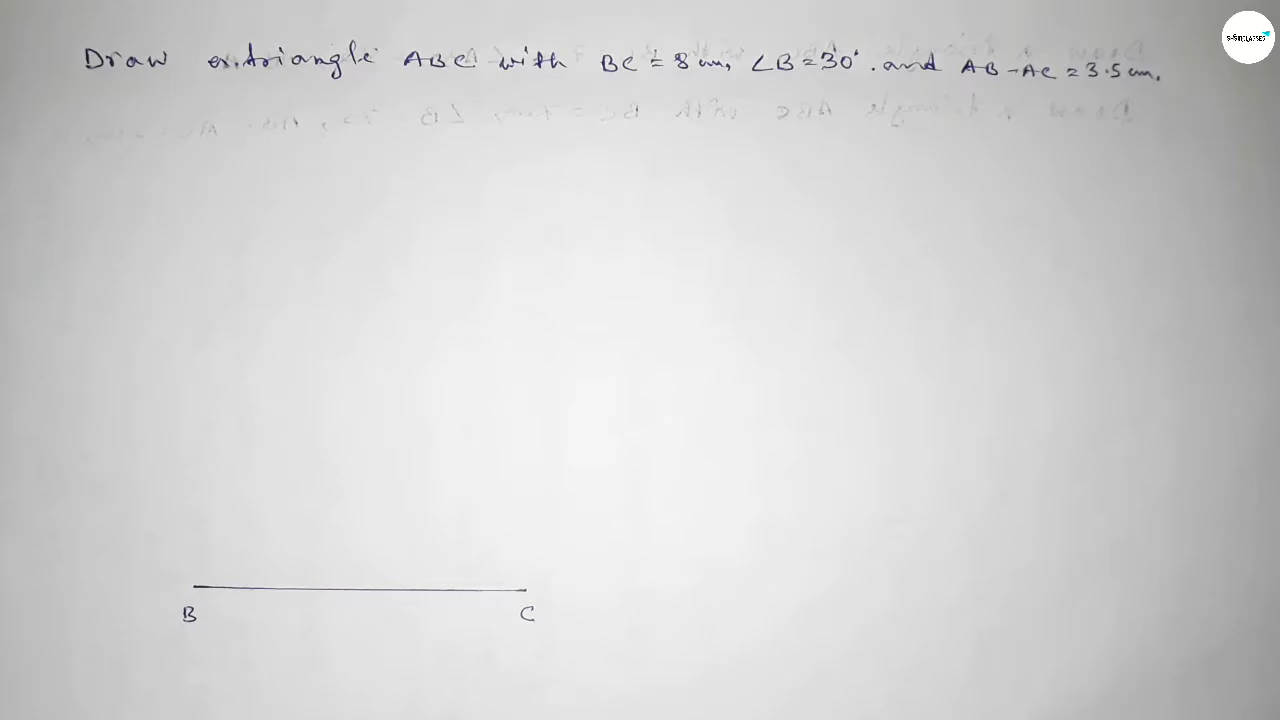 Draw a triangle ABC with BC = 8 cm, ∠B = 30°. and AB - AC = 3.5 cm.
B C